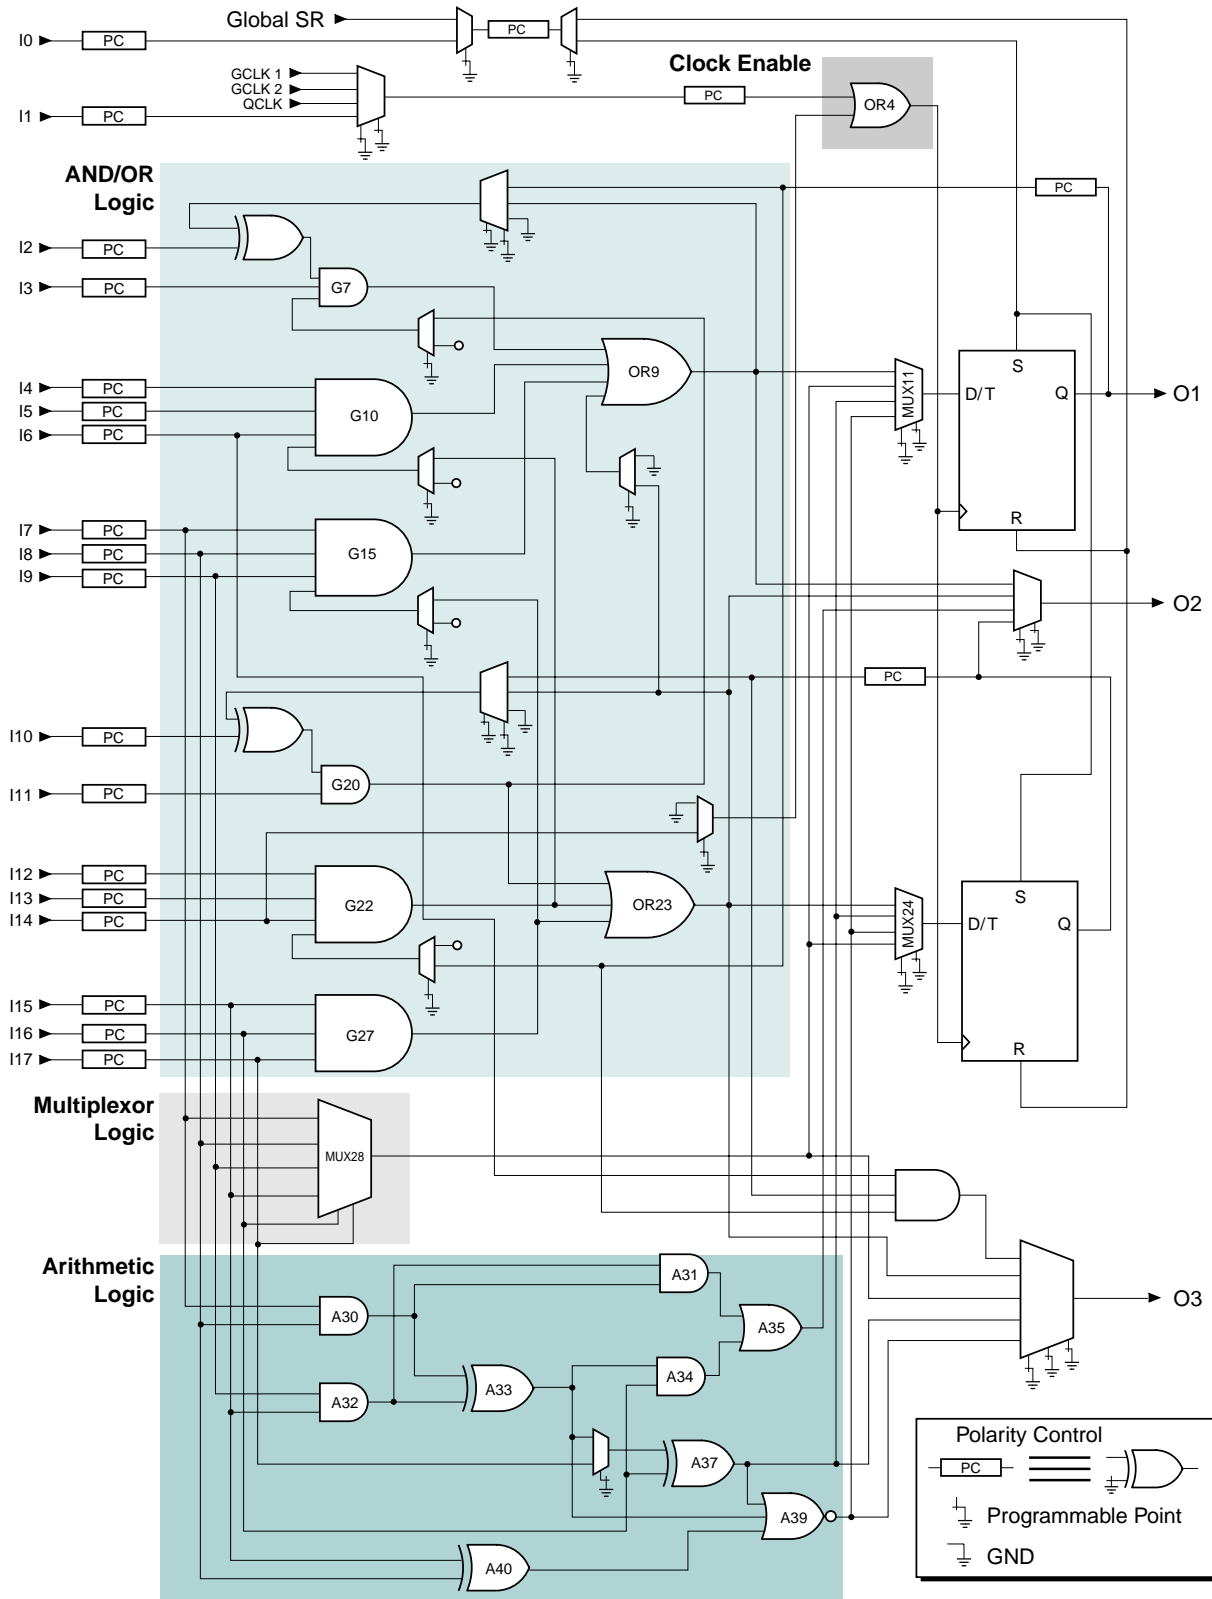 Global SR
I0 PC PC
Clock Enable
GCLK 1
GCLK 2
QCLK
I1 PC PC OR4
AND/OR
Logic
PC
I2 PC
I3 PC G7
I4 PC
I5 PC G10
I6 PC
OR9
MUX11
S
D/T Q
R
O1
I7 PC
I8 PC G15
I9 PC
O2
PC
I10 PC
I11 PC G20
I12 PC
I13 PC G22
I14 PC
OR23
MUX24
S
D/T Q
R
I15 PC
I16 PC G27
I17 PC
Multiplexor
Logic
MUX28
Arithmetic
Logic
A31
A30
A35
O3
A34
A32
A33
A37
A39
A40
Polarity Control
PC
Programmable Point
GND